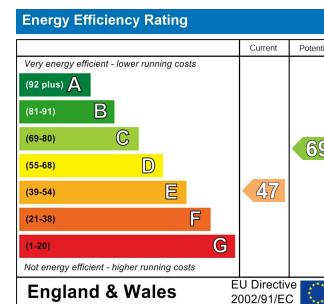 Energy Efficiency Rating
Current
Very energy efficient - lower running costs
(92 plus) A
(81-91) B
(69-80) C
69
(55-68) D
(39-54) E
47
(21-38) F
(1-20) G
Not energy efficient - higher running costs
England & Wales
EU Directive
2002/91/EC